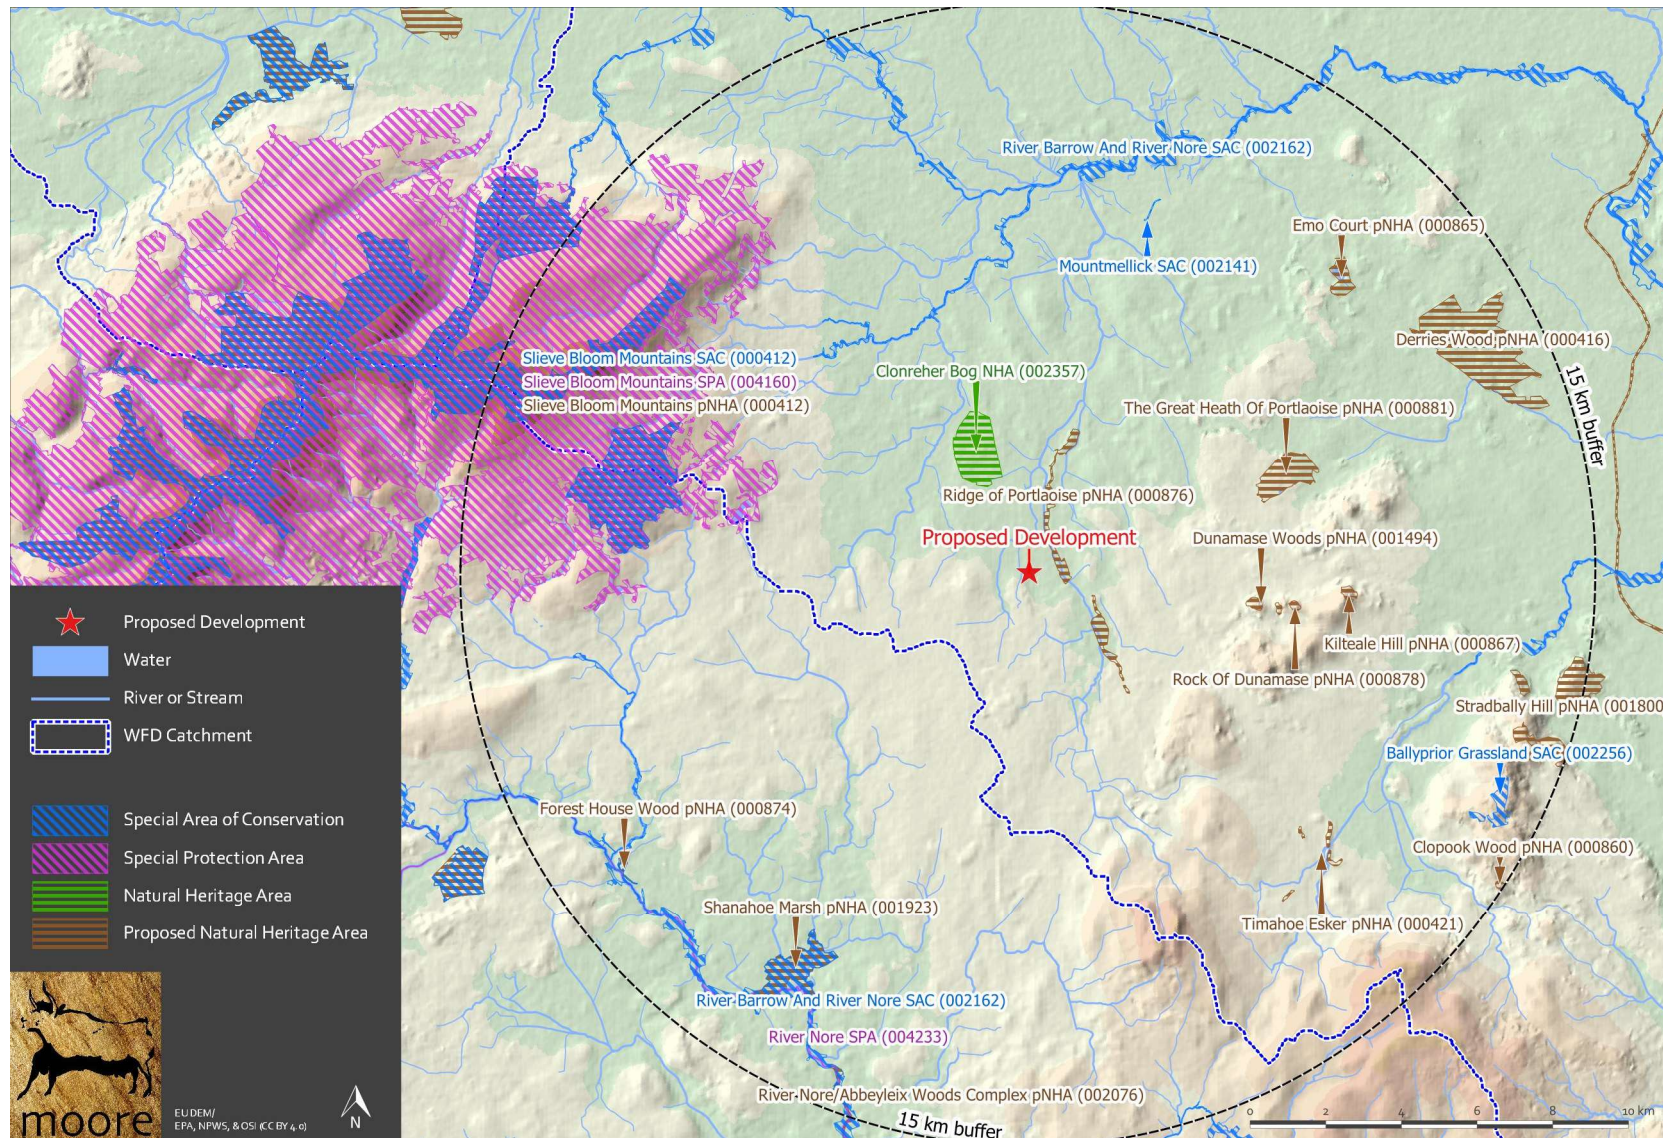 River Barrow And River Nore SAC (002162)
Emo Court pNHA (000865)
Mountmellick SAC (002141)
Derries Wood pNHA (000416)
Slieve Bloom Mountains SAC (000412)
Slieve Bloom Mountains SPA (004160)
Slieve Bloom Mountains pNHA (000412)
Clonreher Bog NHA (002357)
15 km buffer
The Great Heath Of Portlaoise pNHA (000881)
Ridge of Portlaoise pNHA (000876)
Proposed Development
Dunamase Woods pNHA (001494)
Kilteale Hill pNHA (000867)
Rock Of Dunamase pNHA (000878)
Stradbally Hill pNHA (001800
Ballyprior Grassland SAC (002256)
Forest House Wood pNHA (000874)
Clopook Wood pNHA (000860)
Shanahoe Marsh pNHA (001923)
Timahoe Esker pNHA (000421)
River Barrow And River Nore SAC (002162)
River Nore SPA (004233)
River Nore/Abbeyleix Woods Complex pNHA (002076)
15 km buffer
0 2 4 6 8 10 km
Proposed Development
Water
River or Stream
WFD Catchment
Special Area of Conservation
Special Protection Area
Natural Heritage Area
Proposed Natural Heritage Area
moore
EU DEM/
EPA, NPWS, & OSI (CC BY 4.0)
N